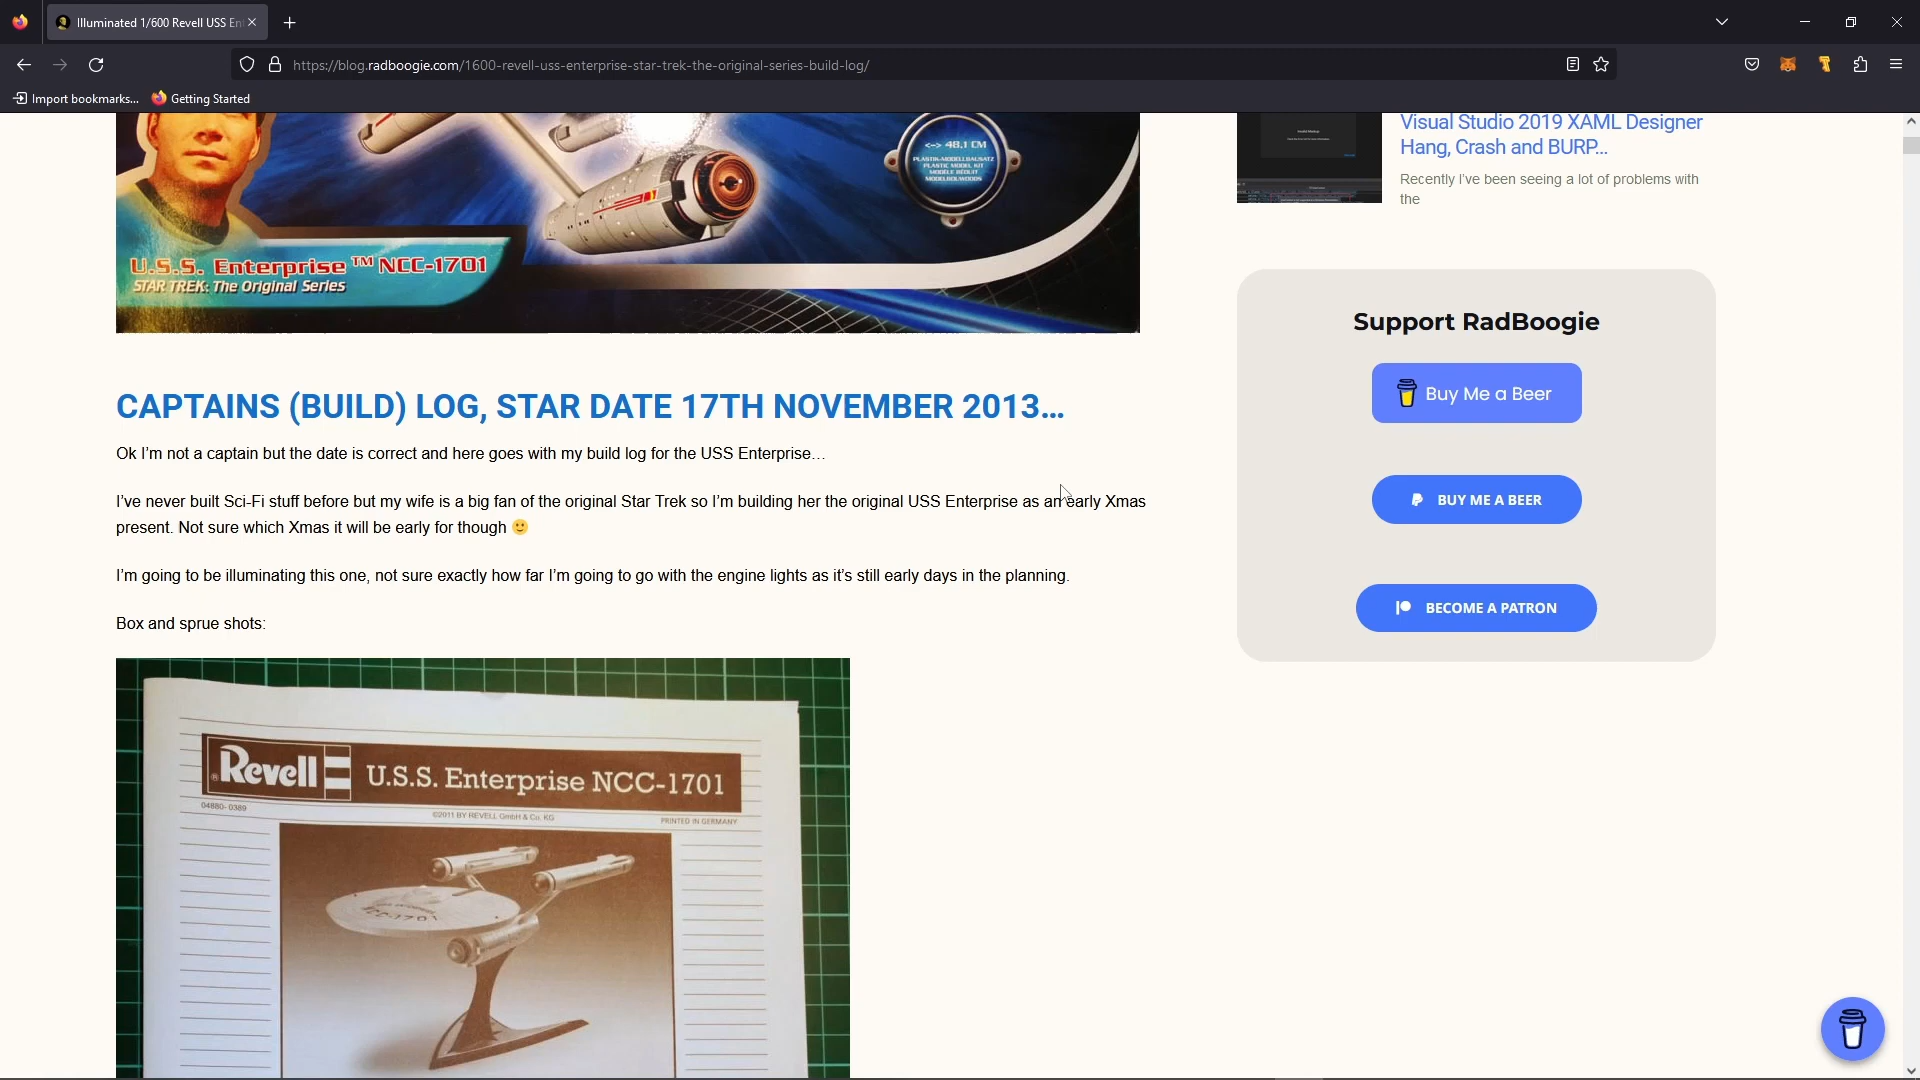 Illuminated 1/600 Revell USS En
https://blog.radboogie.com/1600-revell-uss-enterprise-star-trek-the-original-series-build-log/
Import bookmarks...
Getting Started
<-> 48,1 CM
PLASTIK-MODELLBAUSATZ
PLASTIC MODEL KIT
MODÈLE RÉDUIT
MODELBOUWDOOS
U.S.S. Enterprise TM NCC-1701
STAR TREK: The Original Series
CAPTAINS (BUILD) LOG, STAR DATE 17TH NOVEMBER 2013…
Ok I’m not a captain but the date is correct and here goes with my build log for the USS Enterprise…
I’ve never built Sci-Fi stuff before but my wife is a big fan of the original Star Trek so I’m building her the original USS Enterprise as an early Xmas
present. Not sure which Xmas it will be early for though 🙂
I’m going to be illuminating this one, not sure exactly how far I’m going to go with the engine lights as it’s still early days in the planning.
Box and sprue shots:
Revell
U.S.S. Enterprise NCC-1701
04880-0389
©2011 BY REVELL GmbH & Co. KG
PRINTED IN GERMANY
NCC-1701
Visual Studio 2019 XAML Designer
Hang, Crash and BURP...
Recently I’ve been seeing a lot of problems with
the
Support RadBoogie
Buy Me a Beer
BUY ME A BEER
BECOME A PATRON